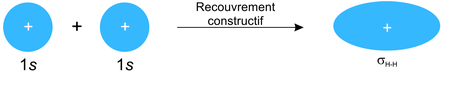 Recouvrement
constructif
+ + + +
1s 1s σH-H